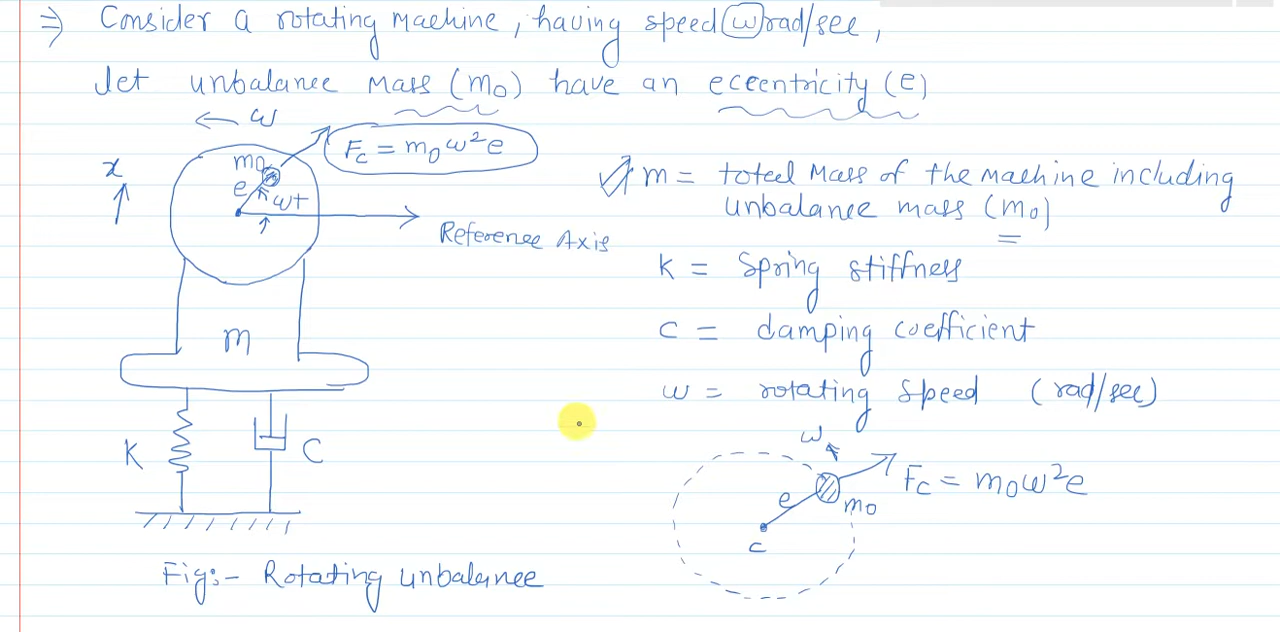 ⇒ Consider a rotating machine, having speed ω rad/sec,
Let unbalance mass (m₀) have an eccentricity (e)
← ω
Fc = m₀ω²e
x
m₀
e
ωt
Reference Axis
m
K
C
Fig:- Rotating unbalance
m = total Mass of the machine including
unbalance mass (m₀)
K = Spring stiffness
C = damping coefficient
ω = rotating speed (rad/sec)
ω
Fc = m₀ω²e
e
m₀
C